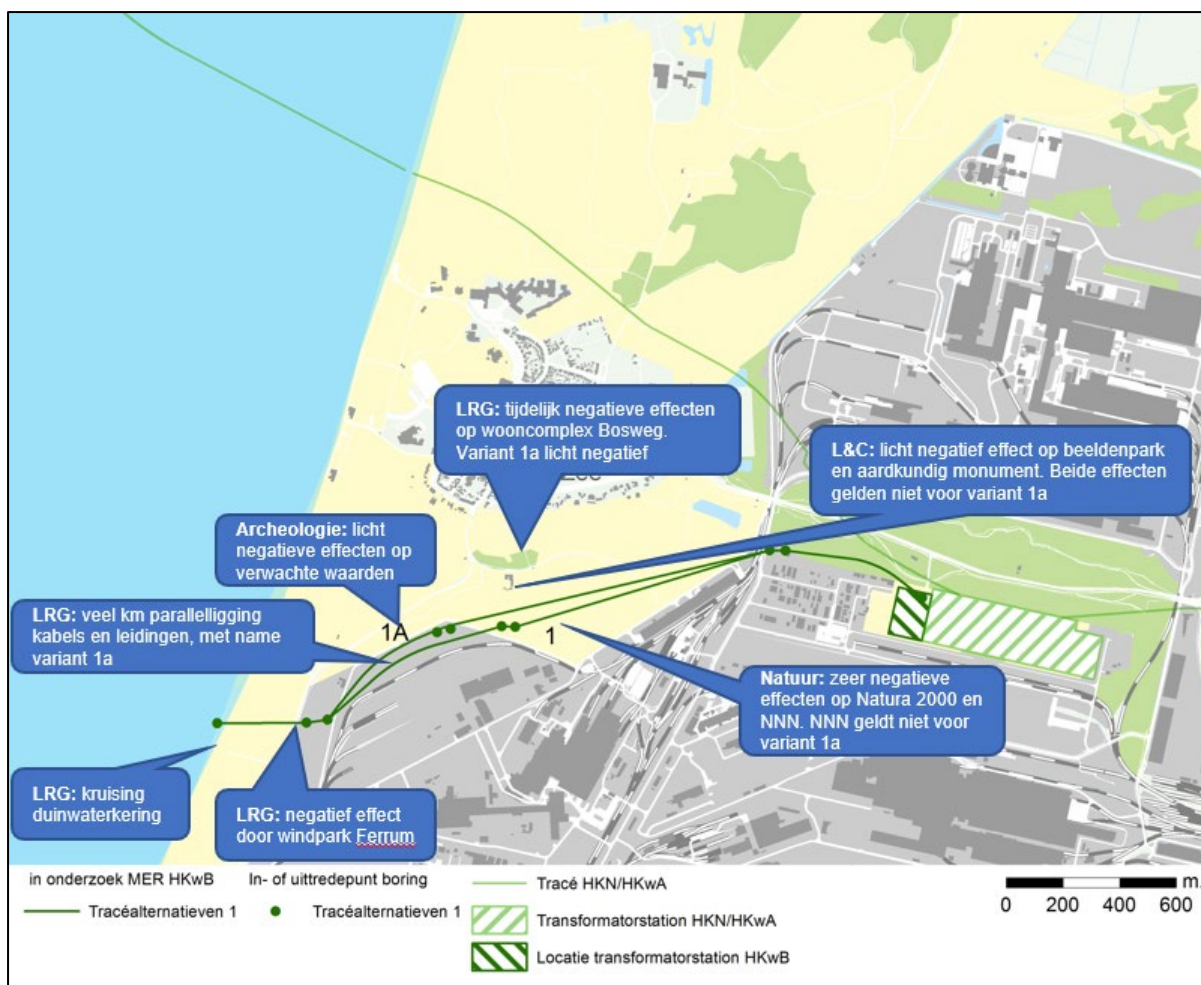 LRG: tijdelijk negatieve effecten
op wooncomplex Bosweg.
Variant 1a licht negatief
L&C: licht negatief effect op beeldenpark
en aardkundig monument. Beide effecten
gelden niet voor variant 1a
Archeologie: licht
negatieve effecten op
verwachte waarden
LRG: veel km parallelligging
kabels en leidingen, met name
variant 1a
1A
1
Natuur: zeer negatieve
effecten op Natura 2000 en
NNN. NNN geldt niet voor
variant 1a
LRG: kruising
duinwaterkering
LRG: negatief effect
door windpark Ferrum
in onderzoek MER HKwB
In- of uittredepunt boring
Tracéalternatieven 1
Tracéalternatieven 1
Tracé HKN/HKwA
Transformatorstation HKN/HKwA
Locatie transformatorstation HKwB
m.
0 200 400 600